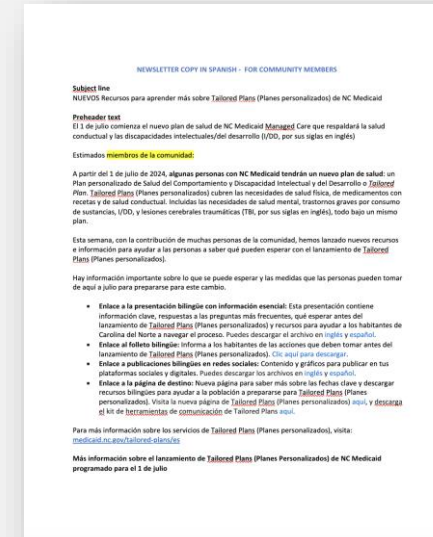 NEWSLETTER COPY IN SPANISH - FOR COMMUNITY MEMBERS
Subject line
NUEVOS Recursos para aprender más sobre Tailored Plans (Planes personalizados) de NC Medicaid
Preheader text
El 1 de julio comienza el nuevo plan de salud de NC Medicaid Managed Care que respaldará la salud
conductual y las discapacidades intelectuales/del desarrollo (I/DD, por sus siglas en inglés)
Estimados miembros de la comunidad:
A partir del 1 de julio de 2024, algunas personas con NC Medicaid tendrán un nuevo plan de salud: un
Plan personalizado de Salud del Comportamiento y Discapacidad Intelectual y del Desarrollo o Tailored
Plan. Tailored Plans (Planes personalizados) cubren las necesidades de salud física, de medicamentos con
recetas y de salud conductual. Incluidas las necesidades de salud mental, trastornos graves por consumo
de sustancias, I/DD, y lesiones cerebrales traumáticas (TBI, por sus siglas en inglés), todo bajo un mismo
plan.
Esta semana, con la contribución de muchas personas de la comunidad, hemos lanzado nuevos recursos
e información para ayudar a las personas a saber qué pueden esperar con el lanzamiento de Tailored
Plans (Planes personalizados).
Hay información importante sobre lo que se puede esperar y las medidas que las personas pueden tomar
de aquí a julio para prepararse para este cambio.
• Enlace a la presentación bilingüe con información esencial: Esta presentación contiene
información clave, respuestas a las preguntas más frecuentes, qué esperar antes del
lanzamiento de Tailored Plans (Planes personalizados) y recursos para ayudar a los habitantes de
Carolina del Norte a navegar el proceso. Puedes descargar el archivo en inglés y español.
• Enlace al folleto bilingüe: Informa a los habitantes de las acciones que deben tomar antes del
lanzamiento de Tailored Plans (Planes personalizados). Clic aquí para descargar.
• Enlace a publicaciones bilingües en redes sociales: Contenido y gráficos para publicar en tus
plataformas sociales y digitales. Puedes descargar los archivos en inglés y español.
• Enlace a la página de destino: Nueva página para saber más sobre las fechas clave y descargar
recursos bilingües para ayudar a la población a prepararse para Tailored Plans (Planes
personalizados). Visita la nueva página de Tailored Plans (Planes personalizados) aquí, y descarga
el kit de herramientas de comunicación de Tailored Plans aquí.
Para más información sobre los servicios de Tailored Plans (Planes personalizados), visita:
medicaid.nc.gov/tailored-plans/es
Más información sobre el lanzamiento de Tailored Plans (Planes Personalizados) de NC Medicaid
programado para el 1 de julio